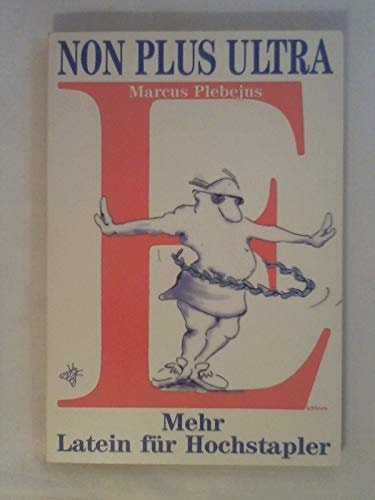 NON PLUS ULTRA
Marcus Plebejus
E
Mehr
Latein für Hochstapler